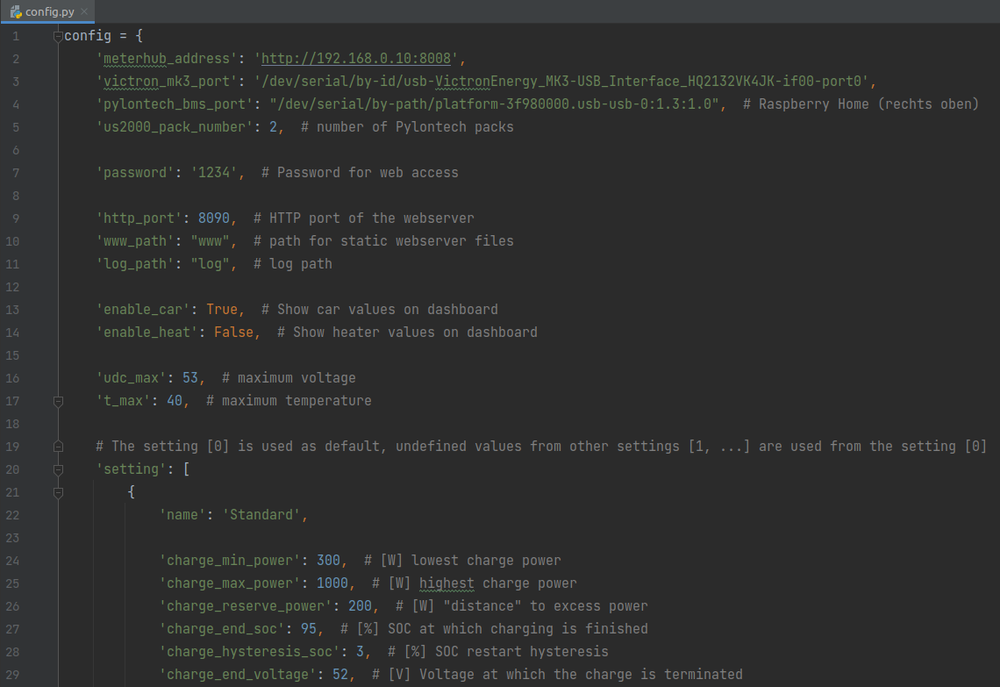 config.py
1 config = {
2 'meterhub_address': 'http://192.168.0.10:8008',
3 'victron_mk3_port': '/dev/serial/by-id/usb-VictronEnergy_MK3-USB_Interface_HQ2132VK4JK-if00-port0',
4 'pylontech_bms_port': "/dev/serial/by-path/platform-3f980000.usb-usb-0:1.3:1.0", # Raspberry Home (rechts oben)
5 'us2000_pack_number': 2, # number of Pylontech packs
6
7 'password': '1234', # Password for web access
8
9 'http_port': 8090, # HTTP port of the webserver
10 'www_path': "www", # path for static webserver files
11 'log_path': "log", # log path
12
13 'enable_car': True, # Show car values on dashboard
14 'enable_heat': False, # Show heater values on dashboard
15
16 'udc_max': 53, # maximum voltage
17 't_max': 40, # maximum temperature
18
19 # The setting [0] is used as default, undefined values from other settings [1, ...] are used from the setting [0]
20 'setting': [
21 {
22 'name': 'Standard',
23
24 'charge_min_power': 300, # [W] lowest charge power
25 'charge_max_power': 1000, # [W] highest charge power
26 'charge_reserve_power': 200, # [W] "distance" to excess power
27 'charge_end_soc': 95, # [%] SOC at which charging is finished
28 'charge_hysteresis_soc': 3, # [%] SOC restart hysteresis
29 'charge_end_voltage': 52, # [V] Voltage at which the charge is terminated